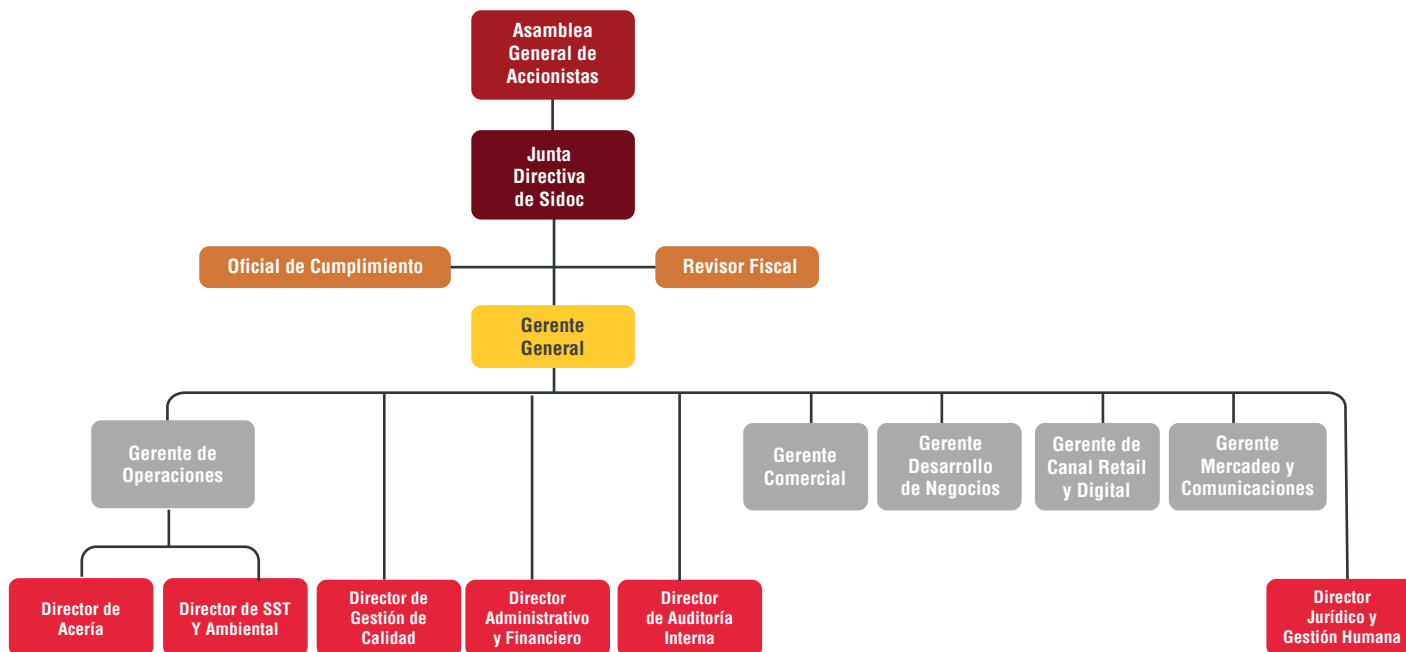 Asamblea
General de
Accionistas
Junta
Directiva
de Sidoc
Oficial de Cumplimiento
Revisor Fiscal
Gerente
General
Gerente de
Operaciones
Gerente
Comercial
Gerente
Desarrollo
de Negocios
Gerente de
Canal Retail
y Digital
Gerente
Mercadeo y
Comunicaciones
Director de
Acería
Director de SST
Y Ambiental
Director de
Gestión de
Calidad
Director
Administrativo
y Financiero
Director
de Auditoría
Interna
Director
Jurídico y
Gestión Humana